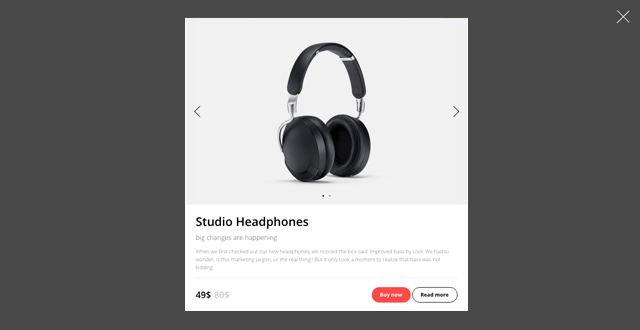 Studio Headphones
big changes are happening
When we first checked out our new headphones, we noticed the box said 'Improved bass by cool. We had to
wonder, is this marketing jargon, or the real thing? But it only took a moment to realize that bass was not
kidding.
49$ 80$
Buy now
Read more